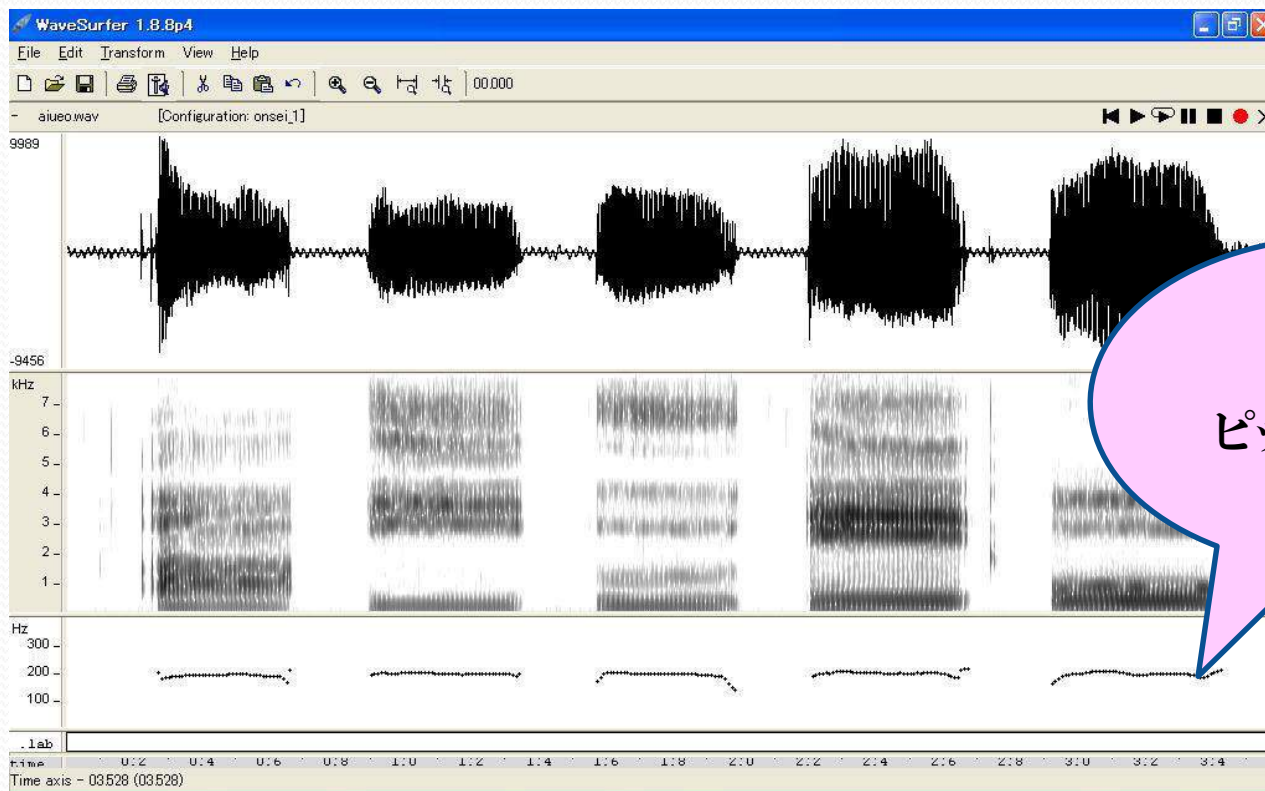 WaveSurfer 1.8.8p4
File Edit Transform View Help
00.000
- aiueo.wav [Configuration: onsei_1]
9989
-9456
kHz
7
6
5
4
3
2
1
ピッ
Hz
300
200
100
.lab
time 0:2 0:4 0:6 0:8 1:0 1:2 1:4 1:6 1:8 2:0 2:2 2:4 2:6 2:8 3:0 3:2 3:4
Time axis - 03.528 (03.528)